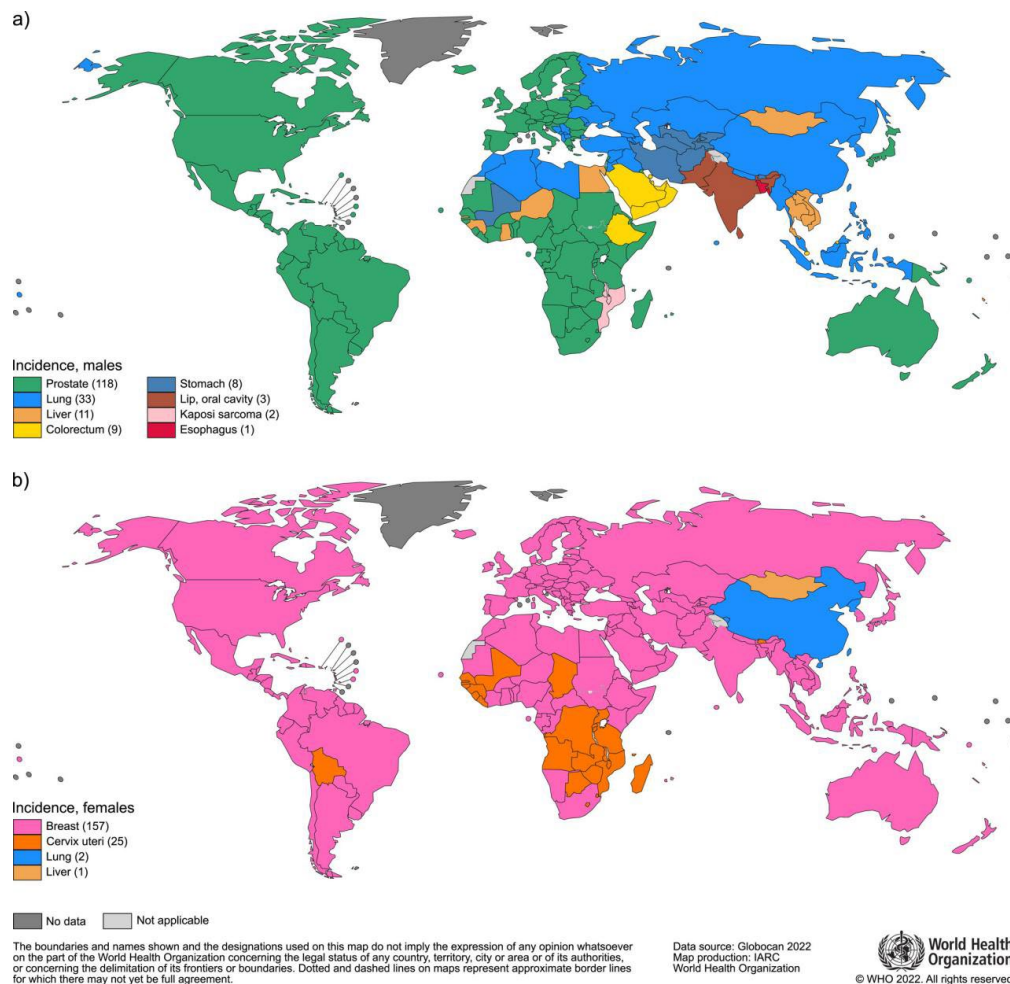 a)
Incidence, males
Prostate (118)
Lung (33)
Liver (11)
Colorectum (9)
Stomach (8)
Lip, oral cavity (3)
Kaposi sarcoma (2)
Esophagus (1)
b)
Incidence, females
Breast (157)
Cervix uteri (25)
Lung (2)
Liver (1)
No data
Not applicable
The boundaries and names shown and the designations used on this map do not imply the expression of any opinion whatsoever
on the part of the World Health Organization concerning the legal status of any country, territory, city or area or of its authorities,
or concerning the delimitation of its frontiers or boundaries. Dotted and dashed lines on maps represent approximate border lines
for which there may not yet be full agreement.
Data source: Globocan 2022
Map production: IARC
World Health Organization
World Health
Organization
© WHO 2022. All rights reserved